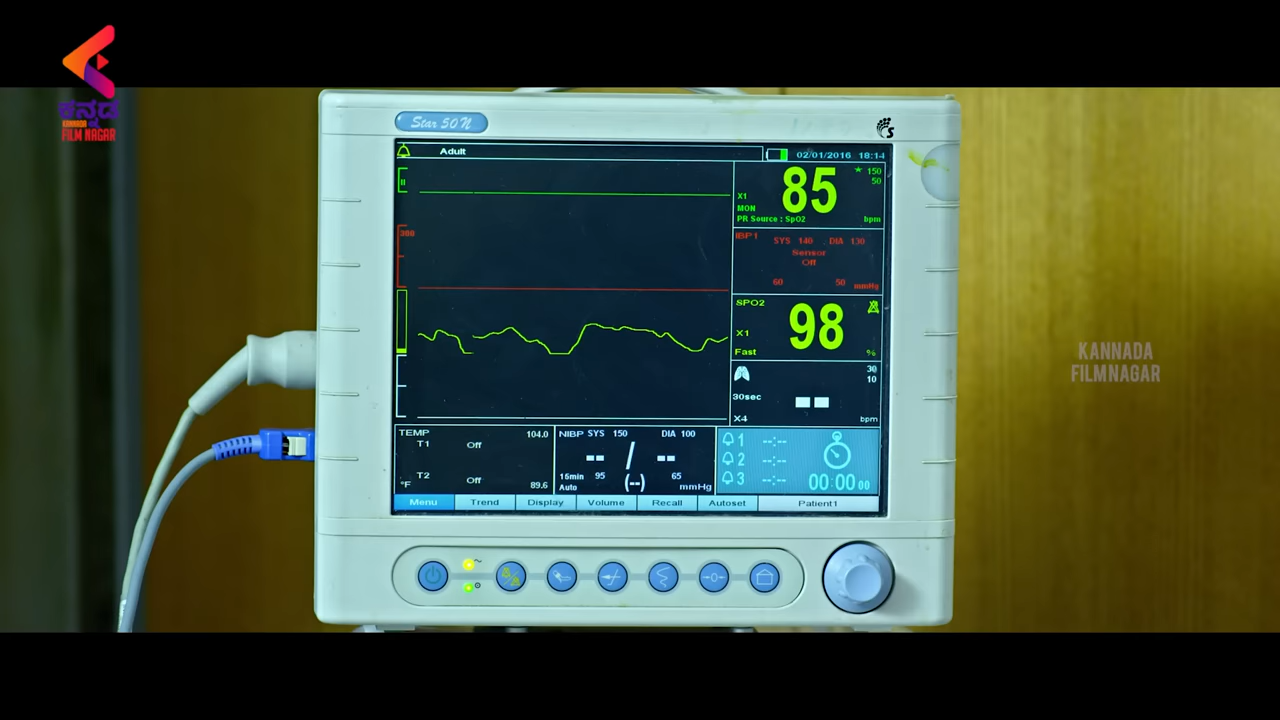 ಕನ್ನಡ
KANNADA
FILM NAGAR
Star 50N
S
Adult
02/01/2016 18:14
II
X1
MON
PR Source : SpO2
85
150
50
bpm
300
IBP1
SYS 140 DIA 130
Sensor
Off
60 50 mmHg
SPO2
X1
Fast
98
%
30sec
X4
30
10
bpm
TEMP
T1 Off
104.0
T2 Off
°F
89.6
NIBP SYS 150 DIA 100
-- / --
15min 95 65
Auto (--) mmHg
1 --:--
2 --:--
3 --:--
00:00 00
Menu Trend Display Volume Recall Autoset Patient1
KANNADA
FILMNAGAR